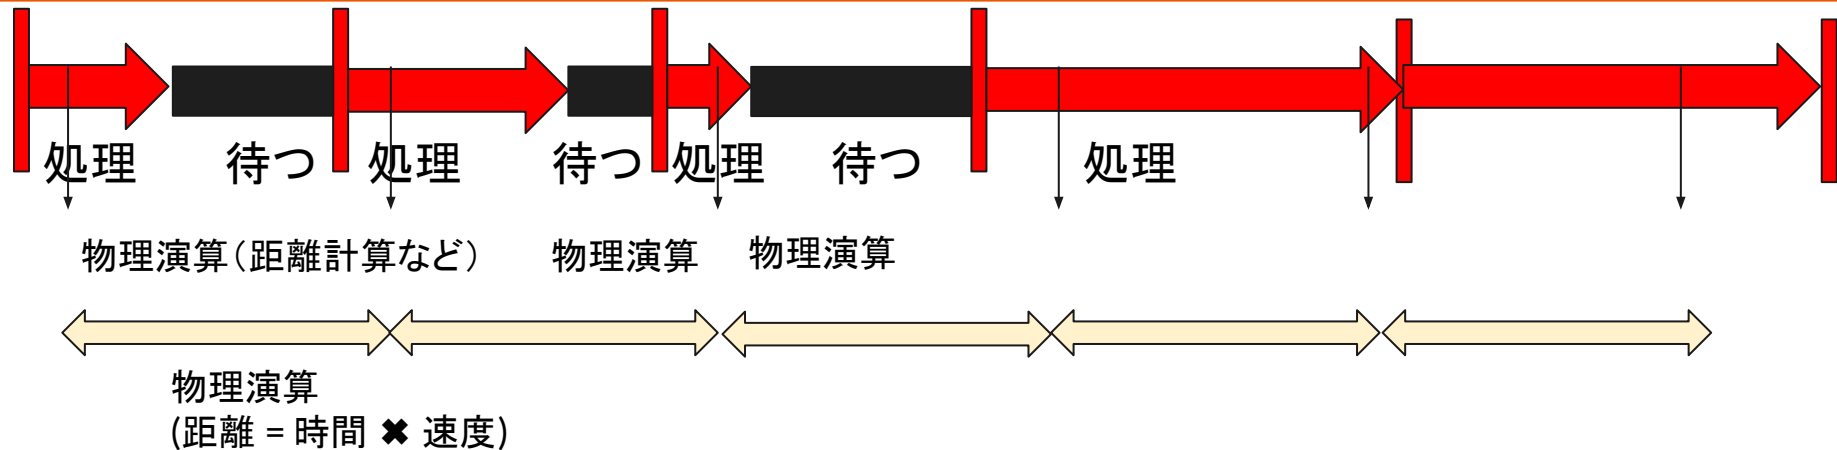 処理 待つ 処理 待つ 処理 待つ 処理
物理演算（距離計算など） 物理演算 物理演算
物理演算
(距離 = 時間 ✖ 速度)